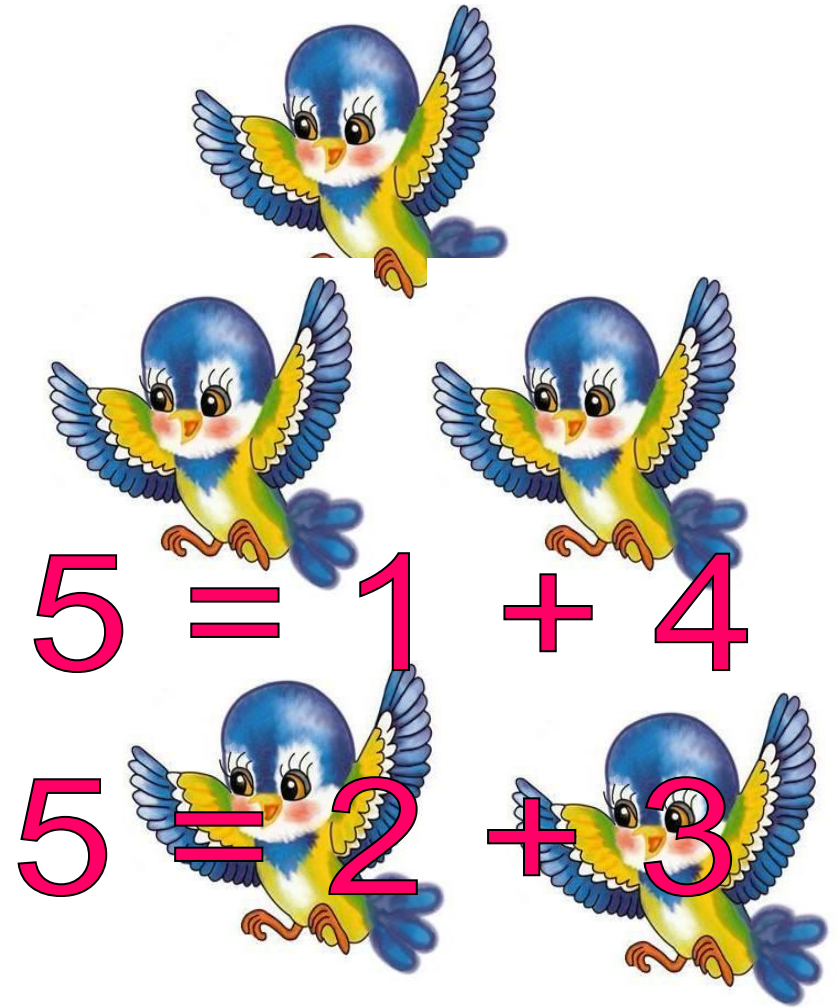 5 = 1 + 4
5 = 2 + 3